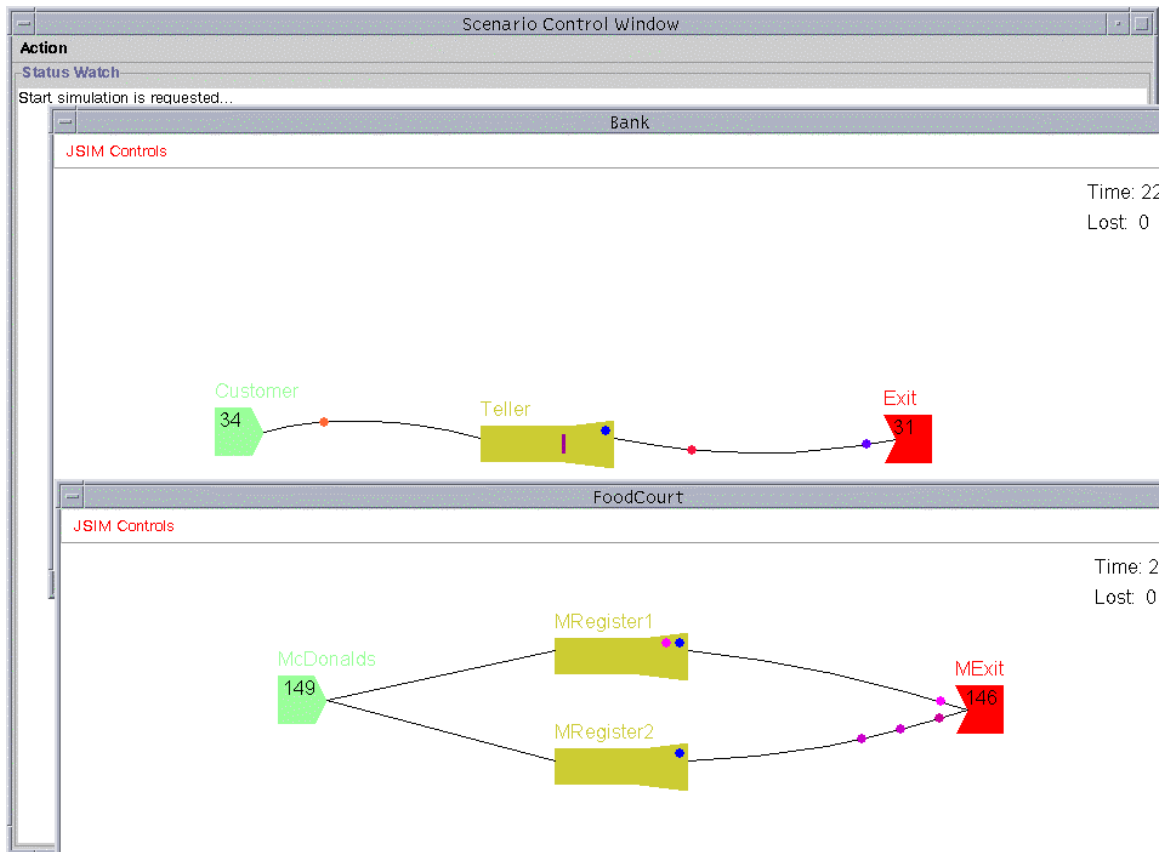 Scenario Control Window
Action
Status Watch
Start simulation is requested...
Bank
JSIM Controls
Time: 22
Lost: 0
Customer
34
Teller
Exit
31
FoodCourt
JSIM Controls
Time: 2
Lost: 0
MRegister1
McDonalds
149
MExit
146
MRegister2